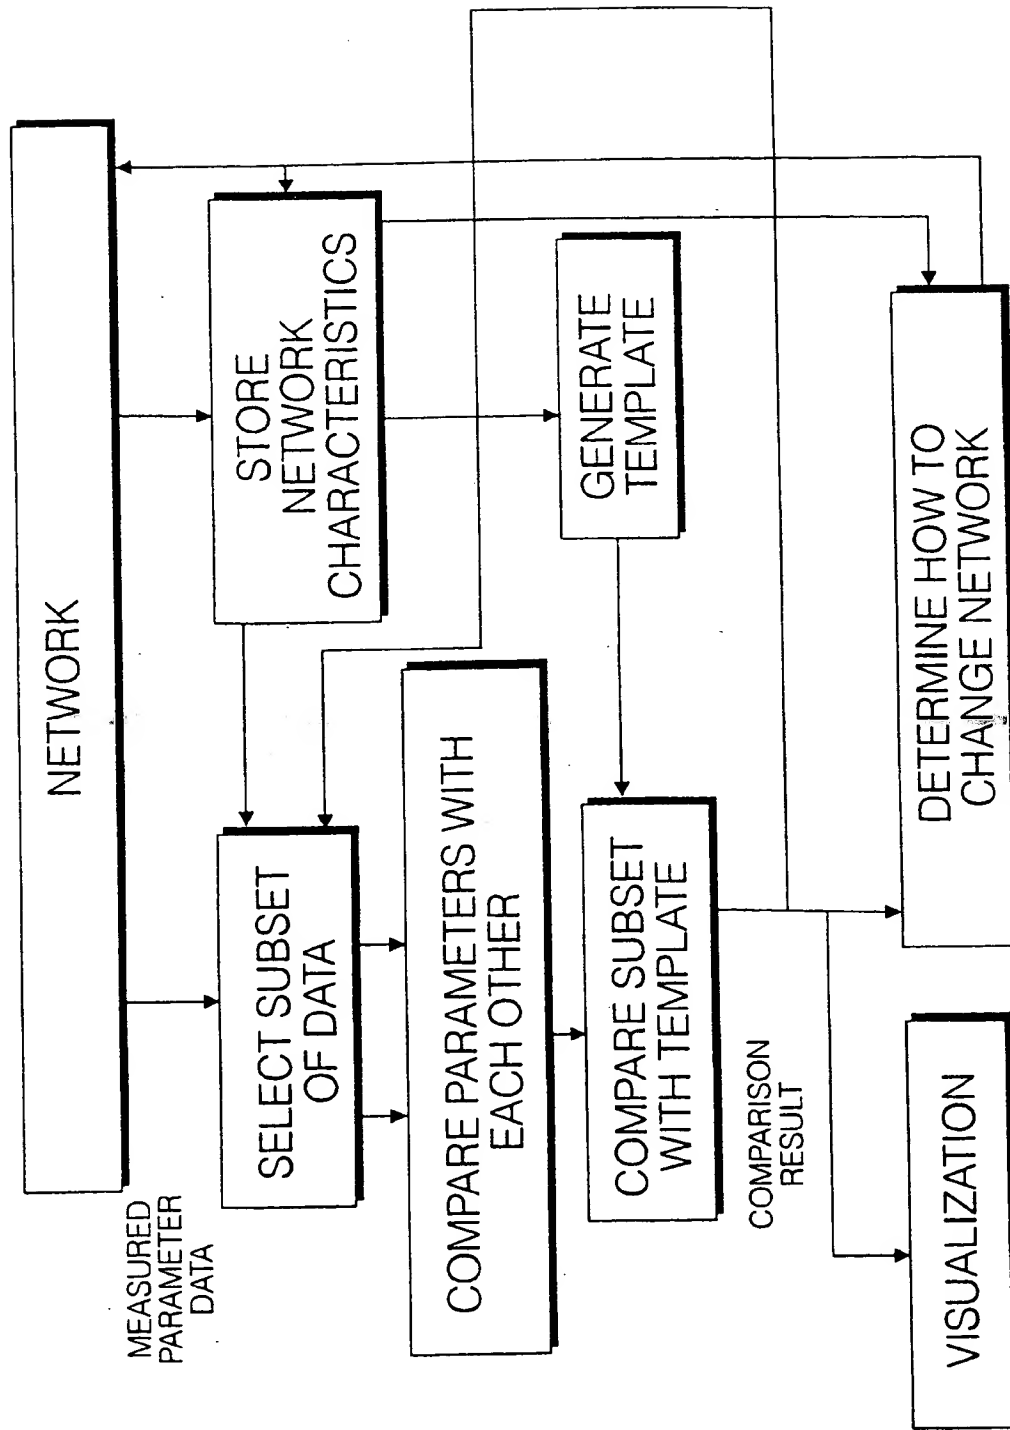 NETWORK
MEASURED
PARAMETER
DATA
SELECT SUBSET
OF DATA
STORE
NETWORK
CHARACTERISTICS
COMPARE PARAMETERS WITH
EACH OTHER
COMPARE SUBSET
WITH TEMPLATE
GENERATE
TEMPLATE
COMPARISON
RESULT
VISUALIZATION
DETERMINE HOW TO
CHANGE NETWORK